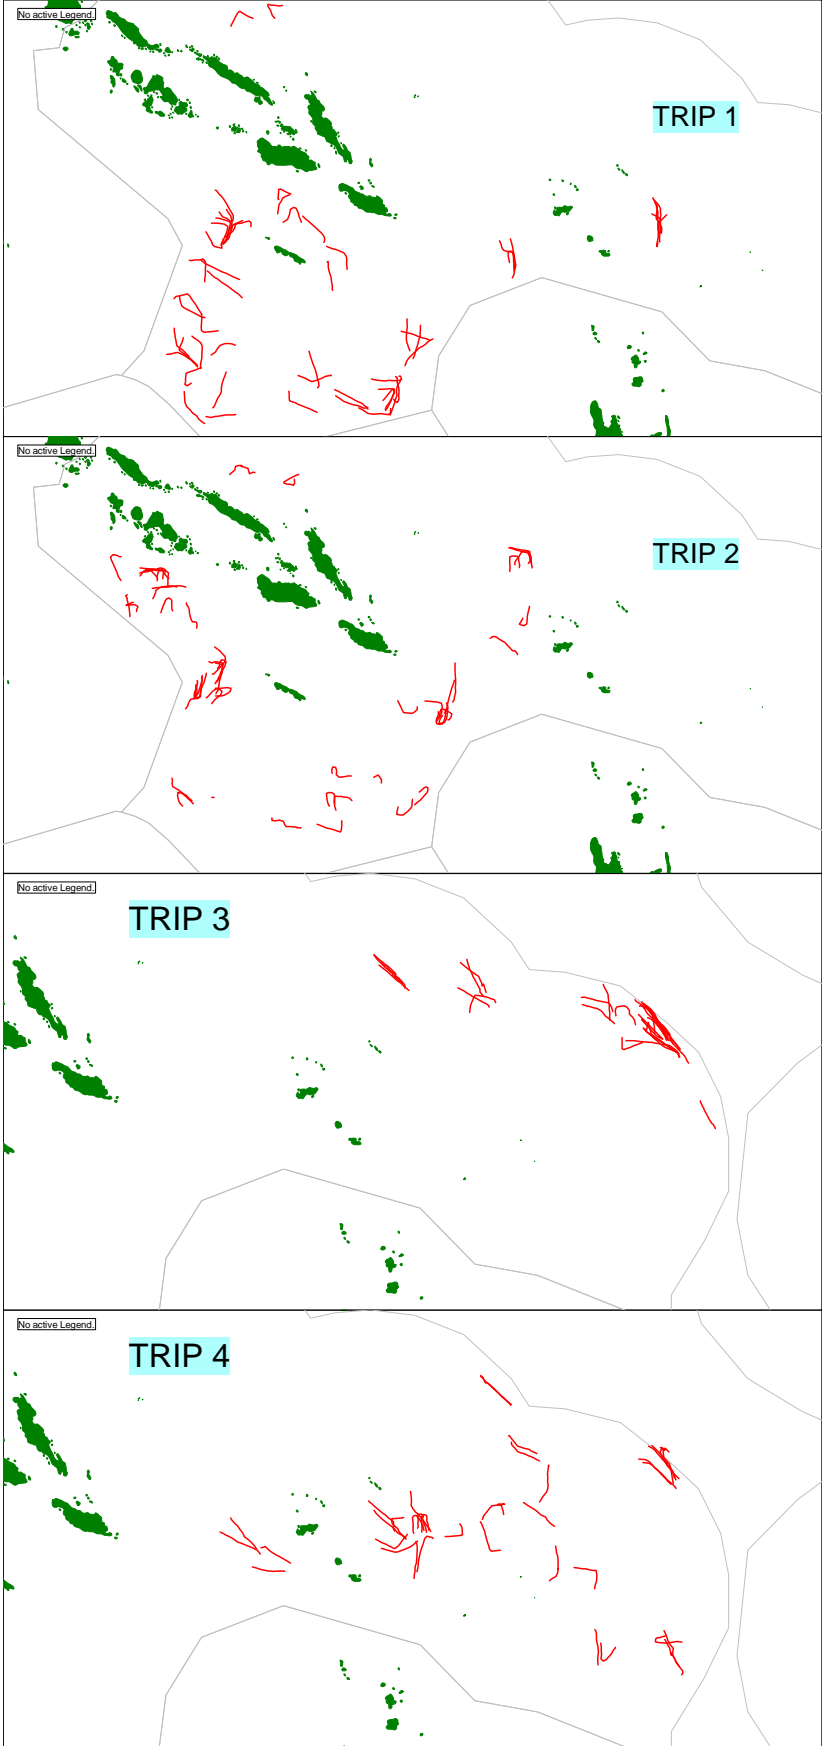 No active Legend.
TRIP 1
No active Legend.
TRIP 2
No active Legend.
TRIP 3
No active Legend.
TRIP 4